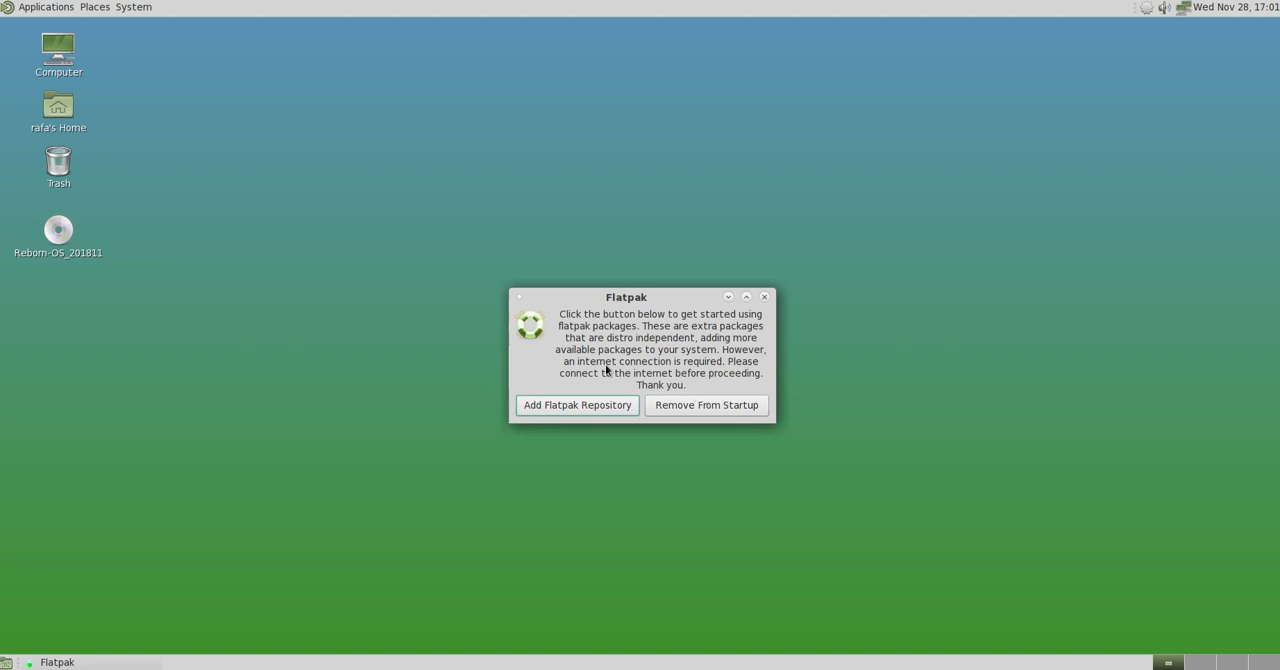 Applications Places System
Wed Nov 28, 17:01
Computer
rafa's Home
Trash
Reborn-OS_201811
Flatpak
Click the button below to get started using
flatpak packages. These are extra packages
that are distro independent, adding more
available packages to your system. However,
an internet connection is required. Please
connect to the internet before proceeding.
Thank you.
Add Flatpak Repository
Remove From Startup
Flatpak